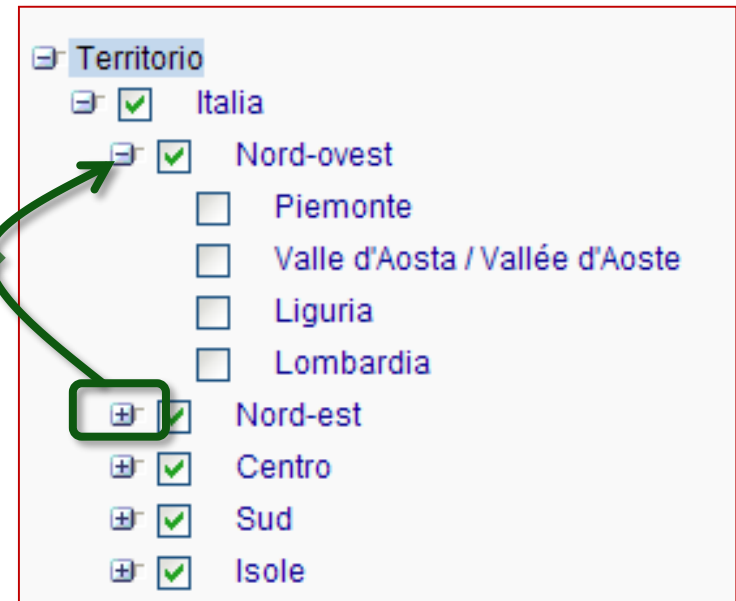 Territorio
Italia
Nord-ovest
Piemonte
Valle d'Aosta / Vallée d'Aoste
Liguria
Lombardia
Nord-est
Centro
Sud
Isole